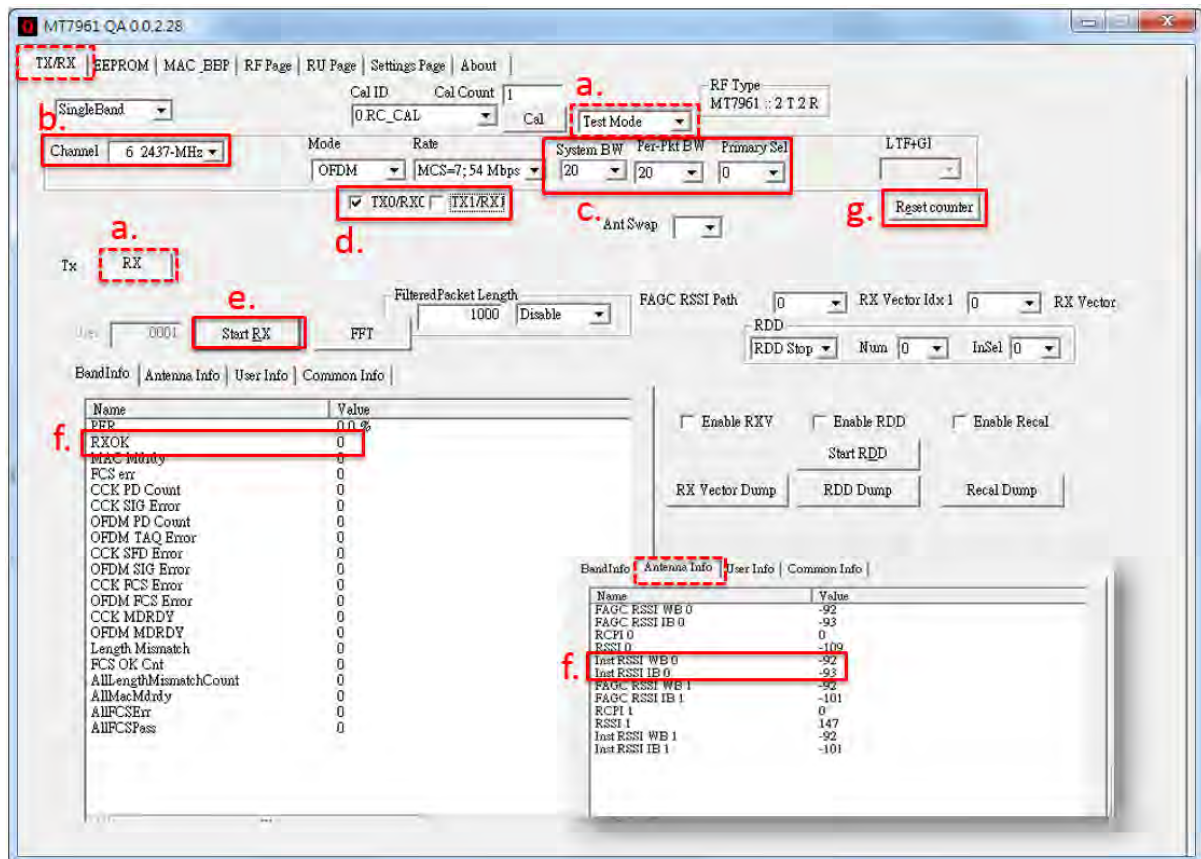 MT7961 QA 0.0.2.28
TX/RX EEPROM MAC_BBP RF Page RU Page Settings Page About
a.
b.
SingleBand
Cal ID Cal Count 1
0 RC_CAL Cal
Test Mode
RF Type
MT7961 :: 2 T 2 R
Channel 6 2437-MHz
Mode Rate
OFDM MCS=7; 54 Mbps
System BW Per-Pkt BW Primary Sel
20 20 0
LTF+GI
TX0/RX0 TX1/RX1
c.
d.
Ant Swap
g.
Reset counter
a.
Tx RX
e.
0001 Start RX FFT
FilteredPacket Length
1000 Disable
FAGC RSSI Path 0 RX Vector Idx 1 0 RX Vector
RDD
RDD Stop Num 0 InSel 0
BandInfo Antenna Info User Info Common Info
Name Value
PER 0.0 %
f.
RXOK 0
MAC Mdrdy 0
FCS err 0
CCK PD Count 0
CCK SIG Error 0
OFDM PD Count 0
OFDM TAQ Error 0
CCK SFD Error 0
OFDM SIG Error 0
CCK FCS Error 0
OFDM FCS Error 0
CCK MDRDY 0
OFDM MDRDY 0
Length Mismatch 0
FCS OK Cnt 0
AllLengthMismatchCount 0
AllMacMdrdy 0
AllFCSErr 0
AllFCSPass 0
Enable RXV Enable RDD Enable Recal
Start RDD
RX Vector Dump RDD Dump Recal Dump
BandInfo Antenna Info User Info Common Info
Name Value
FAGC RSSI WB 0 -92
FAGC RSSI IB 0 -93
RCPI 0 0
RSSI 0 -109
f.
Inst RSSI WB 0 -92
Inst RSSI IB 0 -93
FAGC RSSI WB 1 -92
FAGC RSSI IB 1 -101
RCPI 1 0
RSSI 1 147
Inst RSSI WB 1 -92
Inst RSSI IB 1 -101